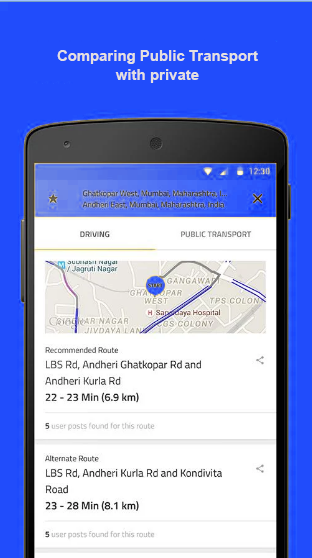 Comparing Public Transport
with private
12:30
Ghatkopar West, Mumbai, Maharashtra, I
Andheri East, Mumbai, Maharashtra, India
DRIVING
PUBLIC TRANSPORT
Subhash Nagar
/ Jagruti Nagar
GANGAWADI
GHATKOPAR
WEST
TPS COLONY
AR NAGAR
H Sarvodaya Hospital
JIVDAYA LANE
CGS COLONY
Recommended Route
LBS Rd, Andheri Ghatkopar Rd and
Andheri Kurla Rd
22 - 23 Min (6.9 km)
5 user posts found for this route
Alternate Route
LBS Rd, Andheri Kurla Rd and Kondivita
Road
23 - 28 Min (8.1 km)
5 user posts found for this route